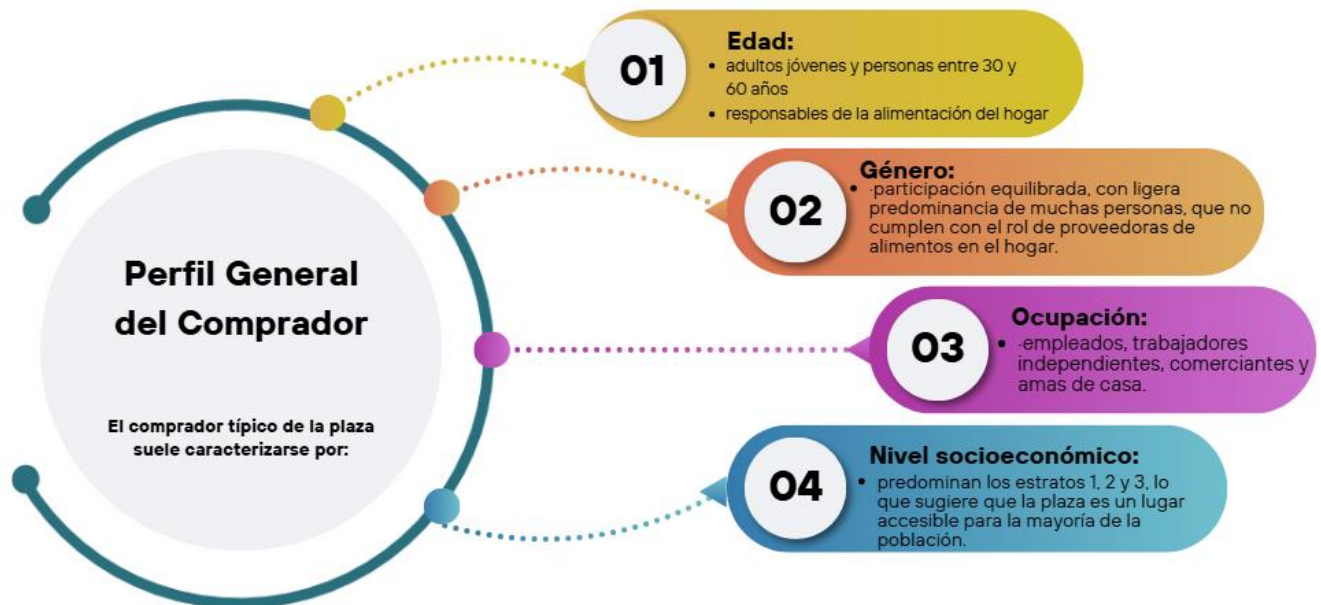 Perfil General
del Comprador
El comprador típico de la plaza
suele caracterizarse por:
01
Edad:
• adultos jóvenes y personas entre 30 y
60 años
• responsables de la alimentación del hogar
02
Género:
• -participación equilibrada, con ligera
predominancia de muchas personas, que no
cumplen con el rol de proveedoras de
alimentos en el hogar.
03
Ocupación:
• -empleados, trabajadores
independientes, comerciantes y
amas de casa.
04
Nivel socioeconómico:
• predominan los estratos 1, 2 y 3, lo
que sugiere que la plaza es un lugar
accesible para la mayoría de la
población.